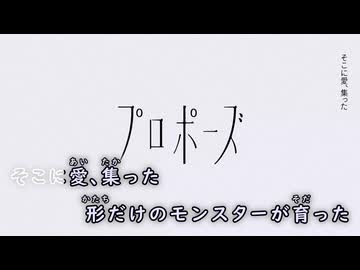 そこに愛、集った
プロポーズ
あい たか
そこに愛、集った
かたち そだ
形だけのモンスターが育った